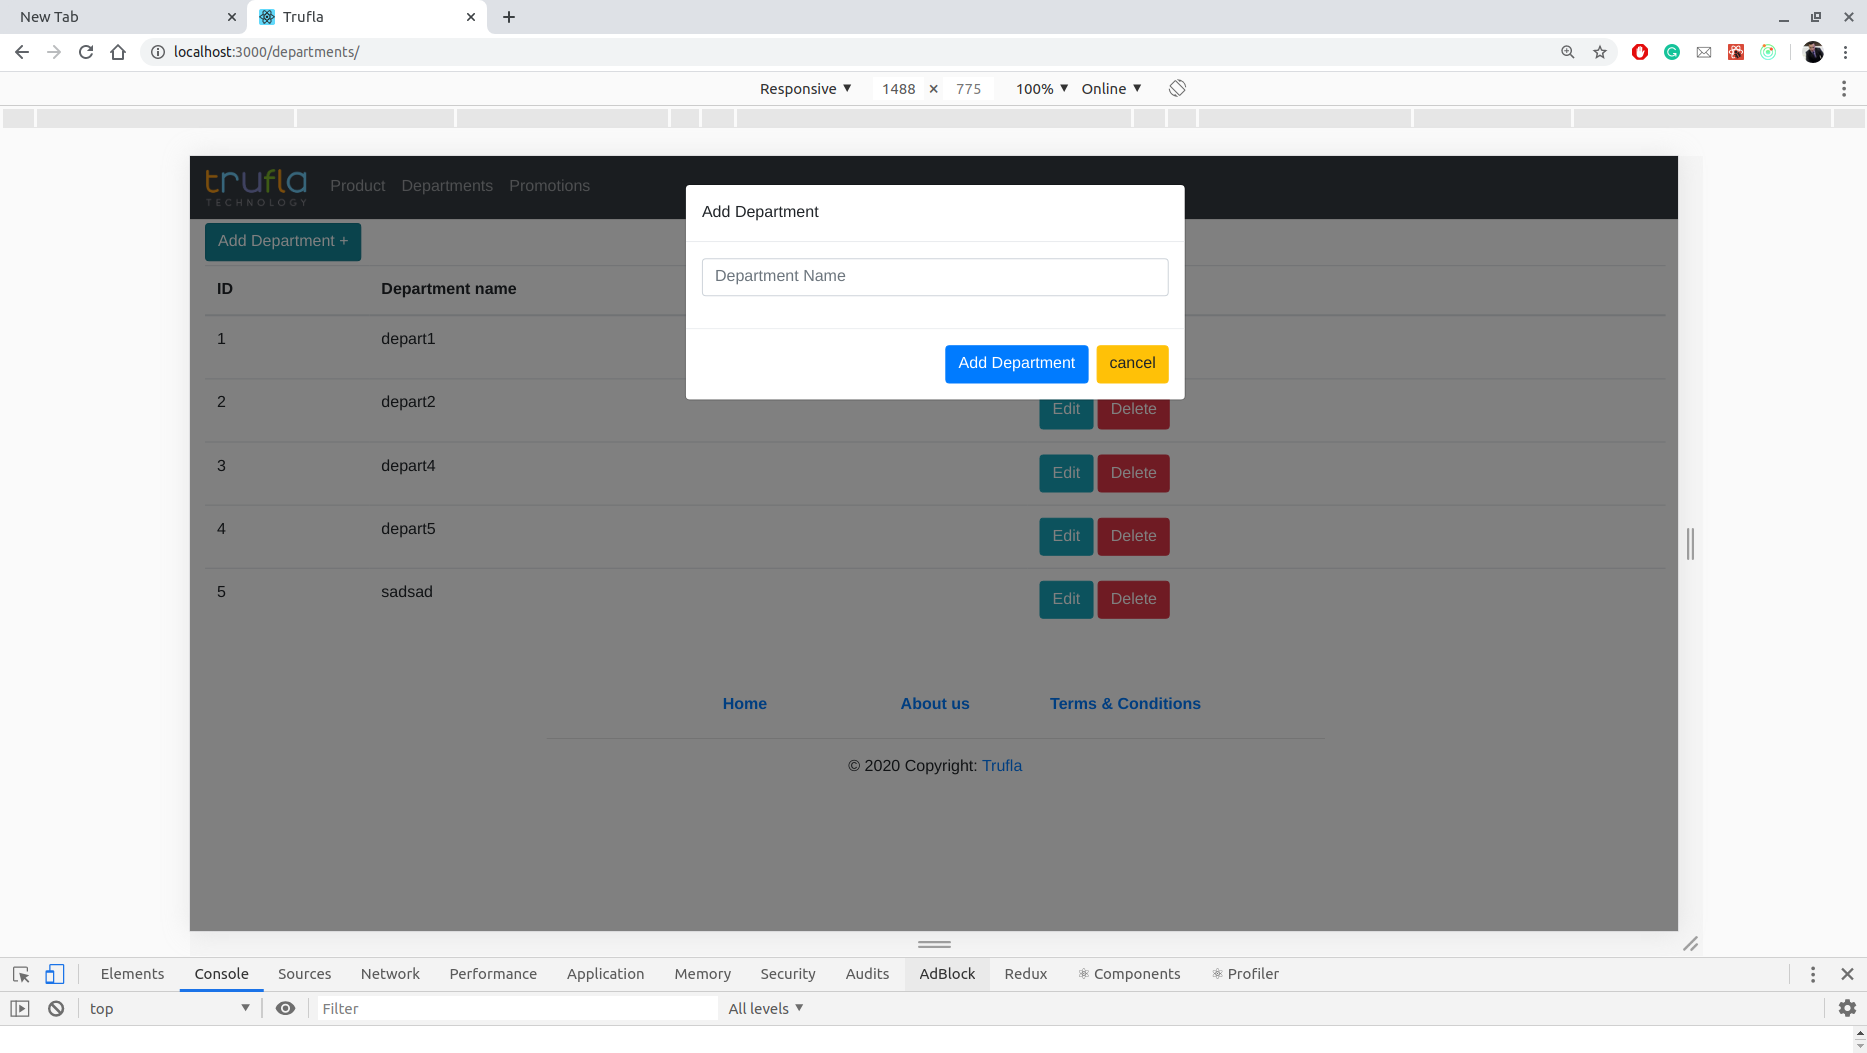 New Tab
Trufla
localhost:3000/departments/
Responsive ▼ 1488 × 775 100% ▼ Online ▼
trufla
TECHNOLOGY
Product Departments Promotions
Add Department
Add Department +
Department Name
ID Department name
1 depart1
Add Department cancel
2 depart2 Edit Delete
3 depart4 Edit Delete
4 depart5 Edit Delete
5 sadsad Edit Delete
Home About us Terms & Conditions
© 2020 Copyright: Trufla
Elements Console Sources Network Performance Application Memory Security Audits AdBlock Redux ⚛ Components ⚛ Profiler
top ▼ Filter All levels ▼